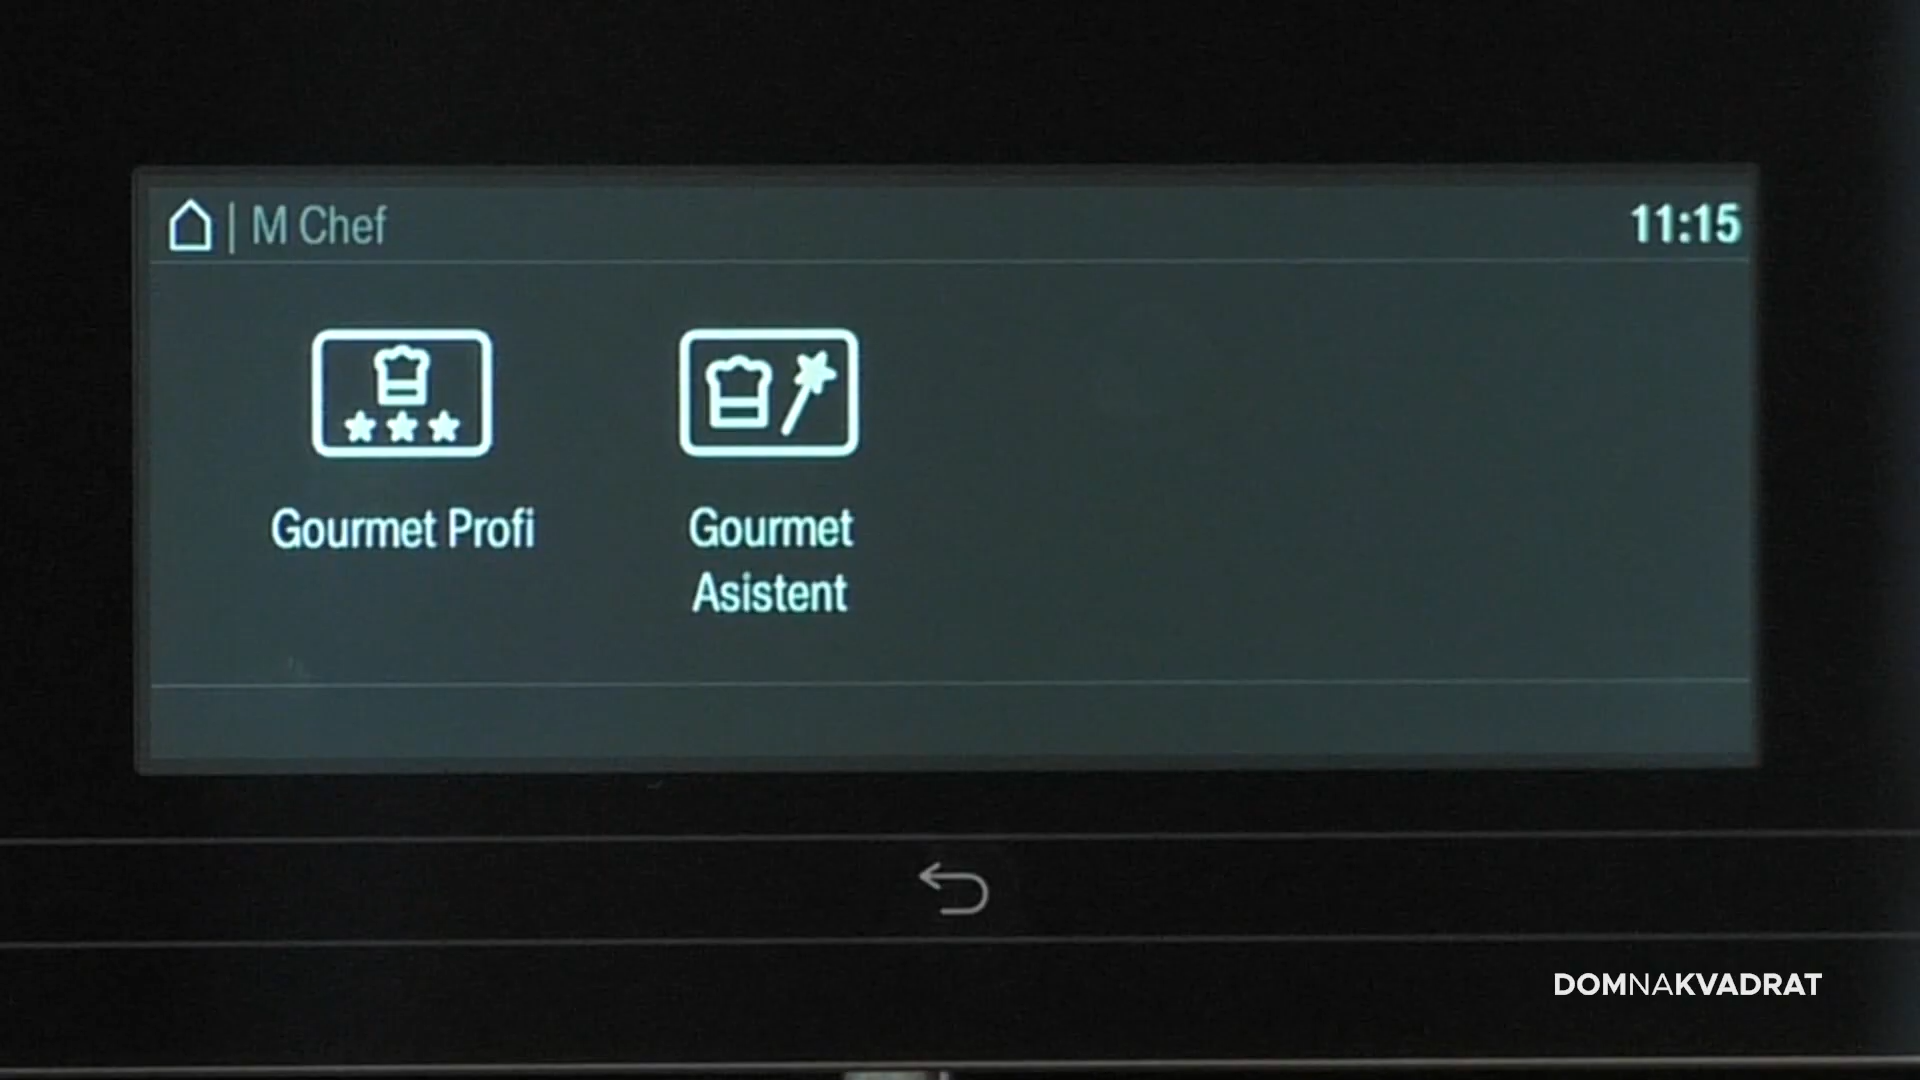 | M Chef
11:15
Gourmet Profi
Gourmet
Asistent
DOMNAKVADRAT